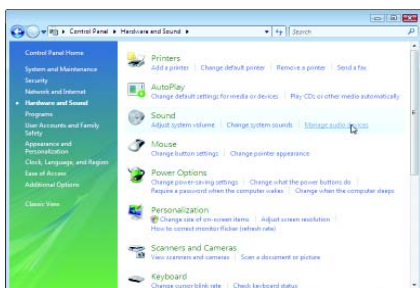 Control Panel ▸ Hardware and Sound ▸
Search
Control Panel Home
System and Maintenance
Security
Network and Internet
Hardware and Sound
Programs
User Accounts and Family
Safety
Appearance and
Personalization
Clock, Language, and Region
Ease of Access
Additional Options
Classic View
Printers
Add a printer | Change default printer | Remove a printer | Send a fax
AutoPlay
Change default settings for media or devices | Play CDs or other media automatically
Sound
Adjust system volume | Change system sounds | Manage audio devices
Mouse
Change button settings | Change pointer appearance
Power Options
Change power-saving settings | Change what the power buttons do
Require a password when the computer wakes | Change when the computer sleeps
Personalization
Change size of on-screen items | Adjust screen resolution
How to correct monitor flicker (refresh rate)
Scanners and Cameras
View scanners and cameras | Scan a document or picture
Keyboard
Change cursor blink rate | Check keyboard status